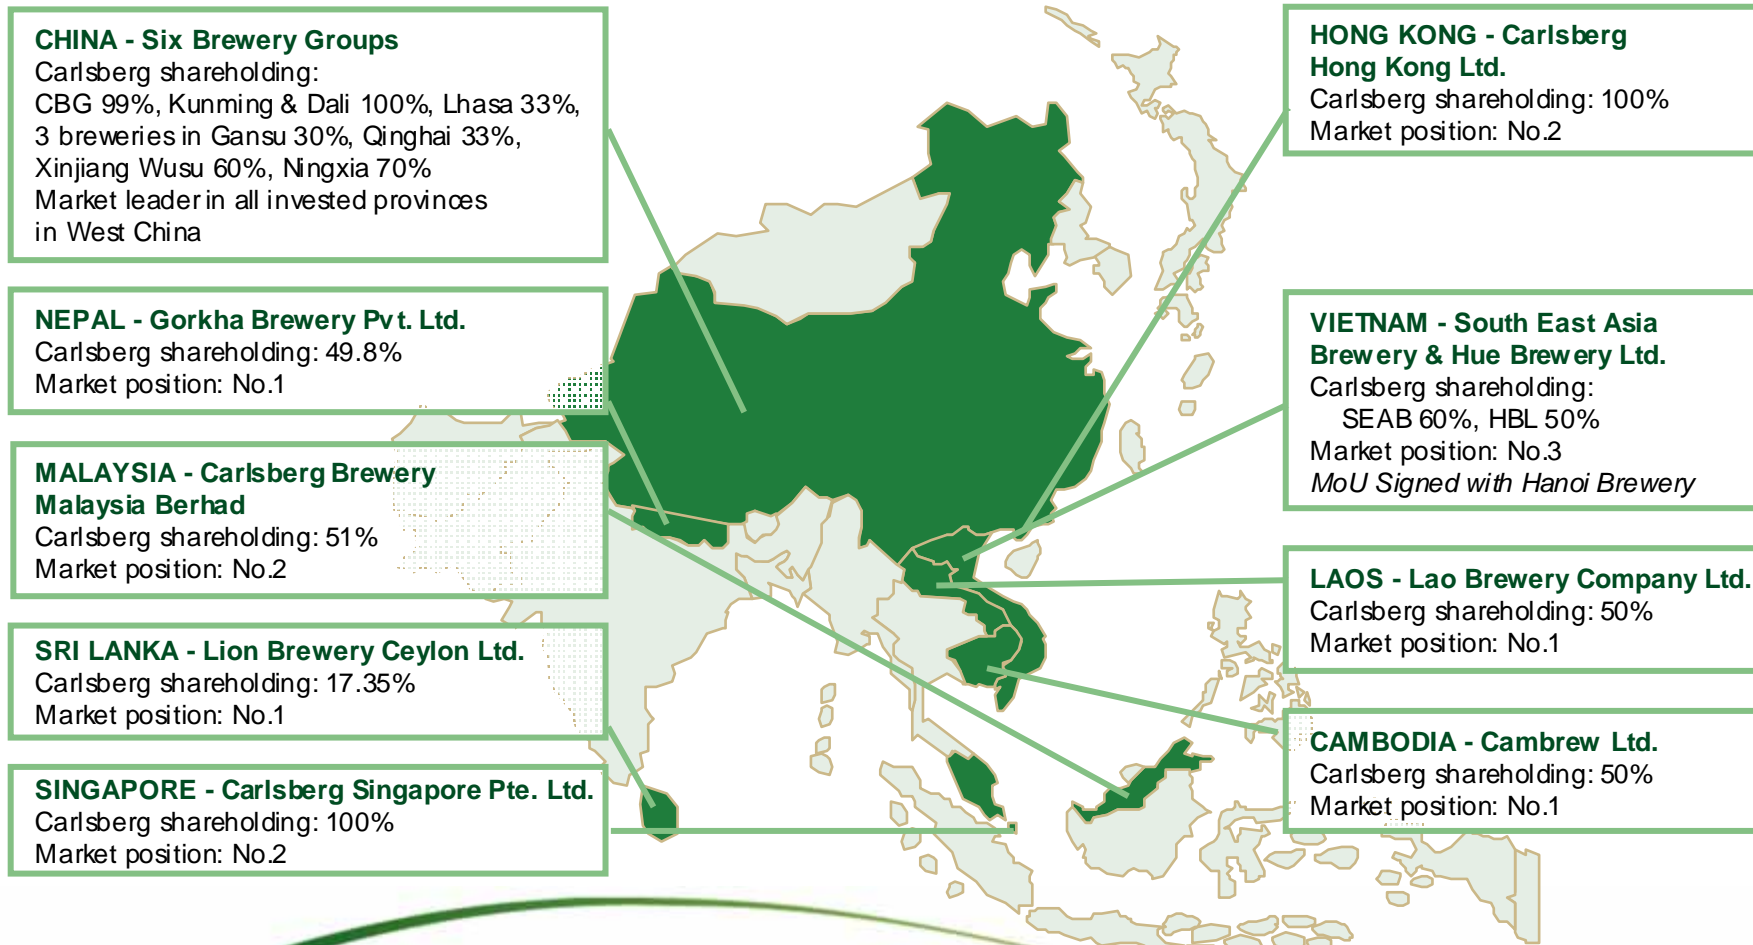 CHINA - Six Brewery Groups
Carlsberg shareholding:
CBG 99%, Kunming & Dali 100%, Lhasa 33%,
3 breweries in Gansu 30%, Qinghai 33%,
Xinjiang Wusu 60%, Ningxia 70%
Market leader in all invested provinces
in West China
NEPAL - Gorkha Brewery Pvt. Ltd.
Carlsberg shareholding: 49.8%
Market position: No.1
MALAYSIA - Carlsberg Brewery
Malaysia Berhad
Carlsberg shareholding: 51%
Market position: No.2
SRI LANKA - Lion Brewery Ceylon Ltd.
Carlsberg shareholding: 17.35%
Market position: No.1
SINGAPORE - Carlsberg Singapore Pte. Ltd.
Carlsberg shareholding: 100%
Market position: No.2
HONG KONG - Carlsberg
Hong Kong Ltd.
Carlsberg shareholding: 100%
Market position: No.2
VIETNAM - South East Asia
Brewery & Hue Brewery Ltd.
Carlsberg shareholding:
SEAB 60%, HBL 50%
Market position: No.3
MoU Signed with Hanoi Brewery
LAOS - Lao Brewery Company Ltd.
Carlsberg shareholding: 50%
Market position: No.1
CAMBODIA - Cambrew Ltd.
Carlsberg shareholding: 50%
Market position: No.1